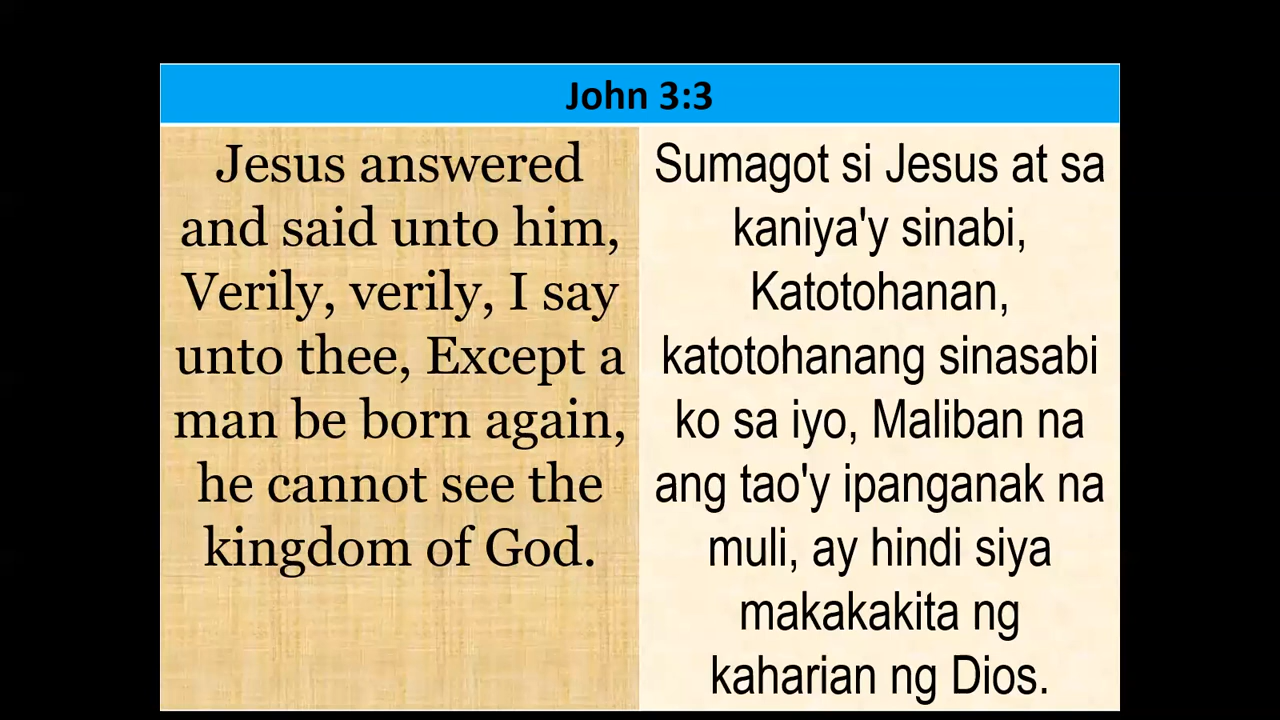 John 3:3
Jesus answered
and said unto him,
Verily, verily, I say
unto thee, Except a
man be born again,
he cannot see the
kingdom of God.
Sumagot si Jesus at sa
kaniya'y sinabi,
Katotohanan,
katotohanang sinasabi
ko sa iyo, Maliban na
ang tao'y ipanganak na
muli, ay hindi siya
makakakita ng
kaharian ng Dios.